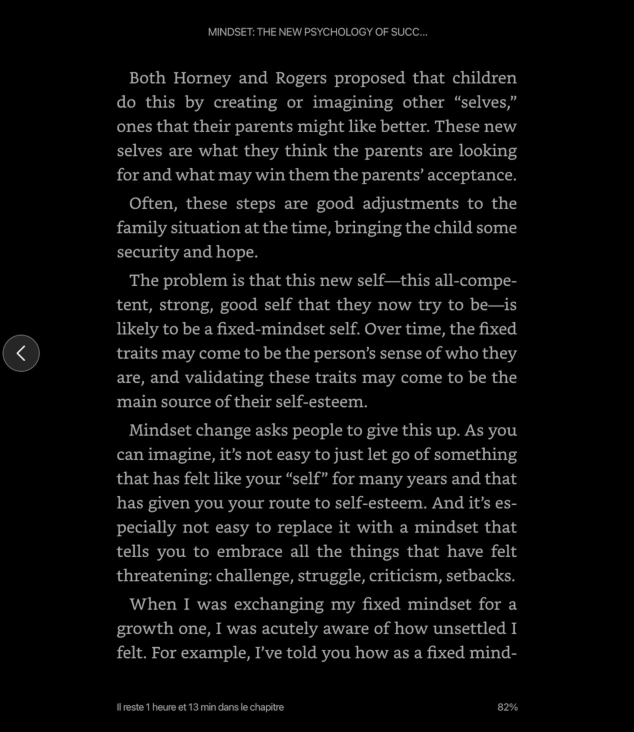 MINDSET: THE NEW PSYCHOLOGY OF SUCC...
Both Horney and Rogers proposed that children
do this by creating or imagining other “selves,”
ones that their parents might like better. These new
selves are what they think the parents are looking
for and what may win them the parents’ acceptance.
Often, these steps are good adjustments to the
family situation at the time, bringing the child some
security and hope.
The problem is that this new self—this all-compe-
tent, strong, good self that they now try to be—is
likely to be a fixed-mindset self. Over time, the fixed
traits may come to be the person’s sense of who they
are, and validating these traits may come to be the
main source of their self-esteem.
Mindset change asks people to give this up. As you
can imagine, it’s not easy to just let go of something
that has felt like your “self” for many years and that
has given you your route to self-esteem. And it’s es-
pecially not easy to replace it with a mindset that
tells you to embrace all the things that have felt
threatening: challenge, struggle, criticism, setbacks.
When I was exchanging my fixed mindset for a
growth one, I was acutely aware of how unsettled I
felt. For example, I’ve told you how as a fixed mind-
Il reste 1 heure et 13 min dans le chapitre
82%